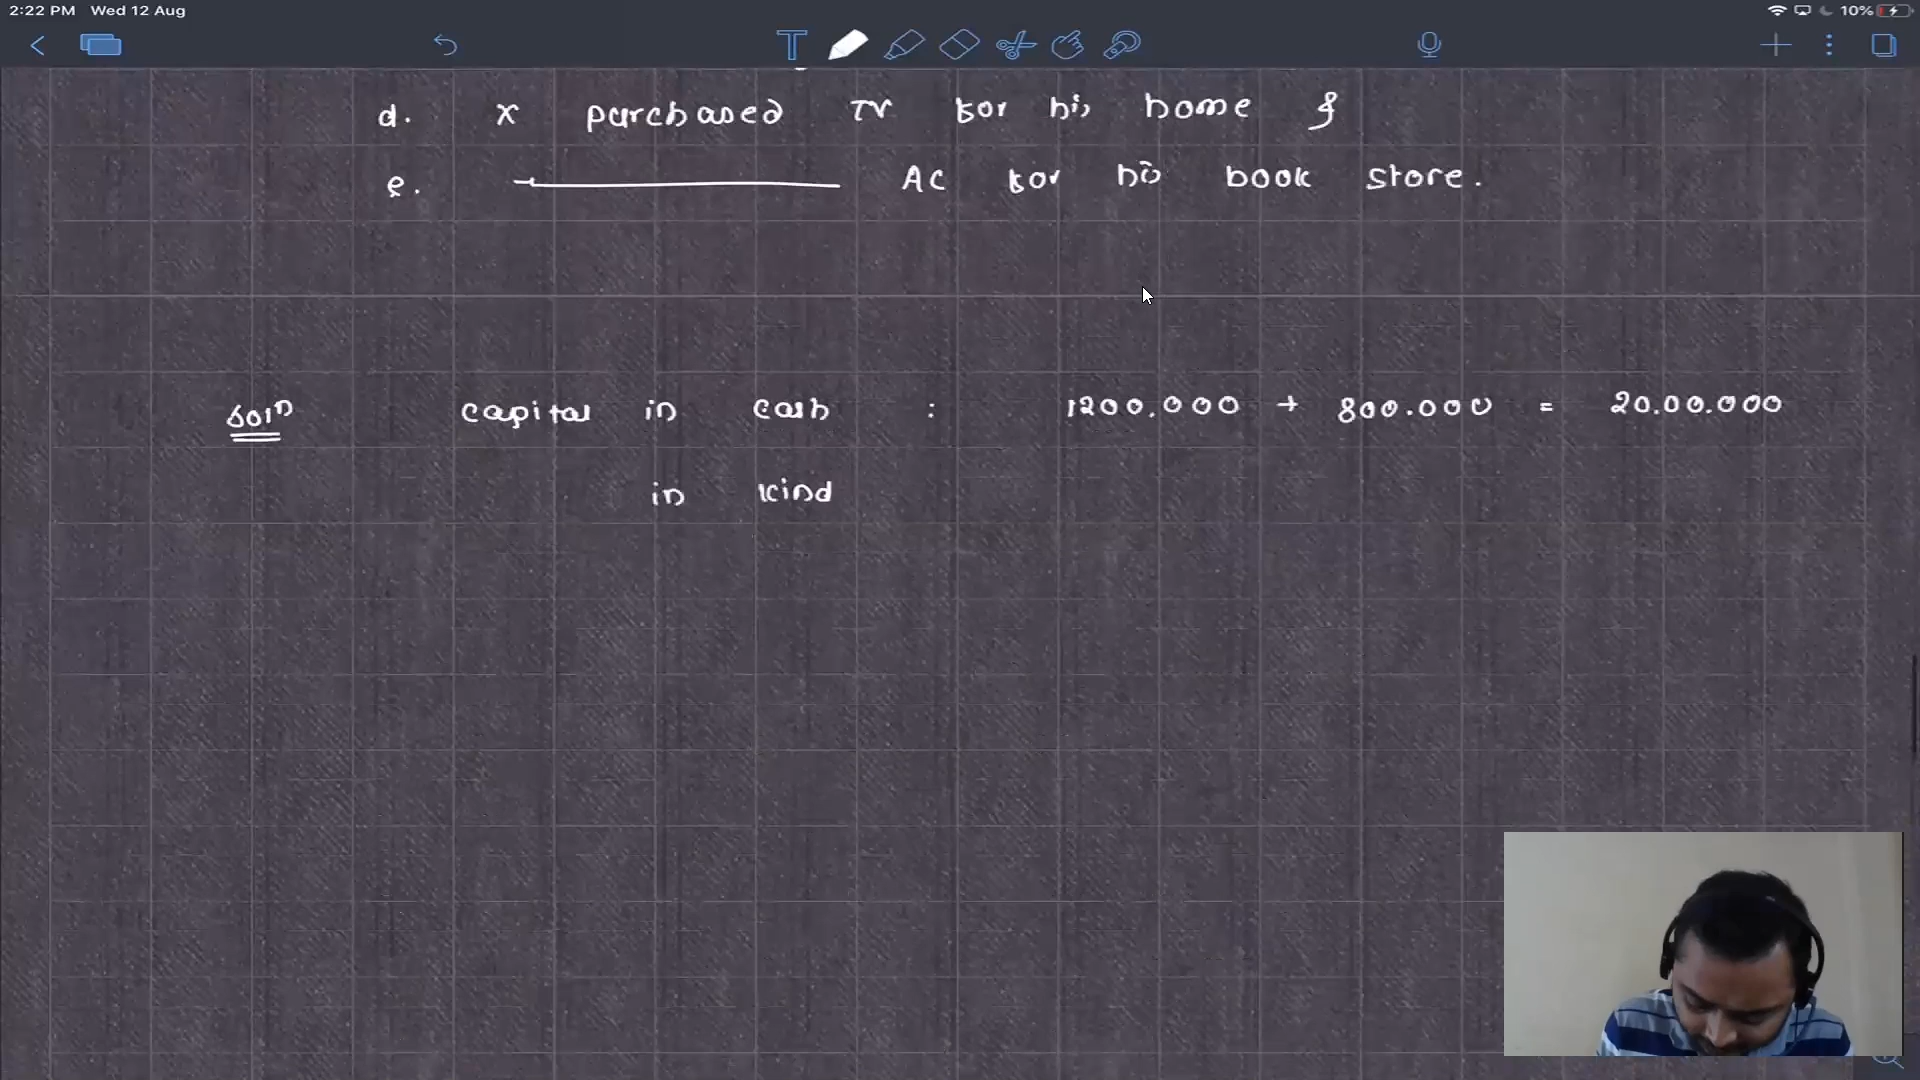 2:22 PM Wed 12 Aug
10%
T
d. X purchased TV for his home &
e. AC for his book store.
Soln capital in cash : 1200,000 + 800.000 = 20.00.000
in kind